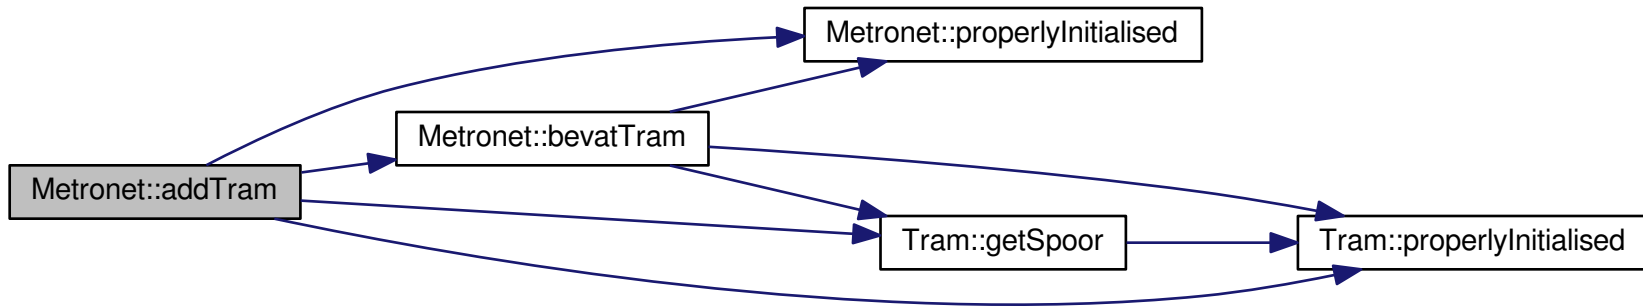 Metronet::properlyInitialised
Metronet::bevatTram
Metronet::addTram
Tram::getSpoor
Tram::properlyInitialised